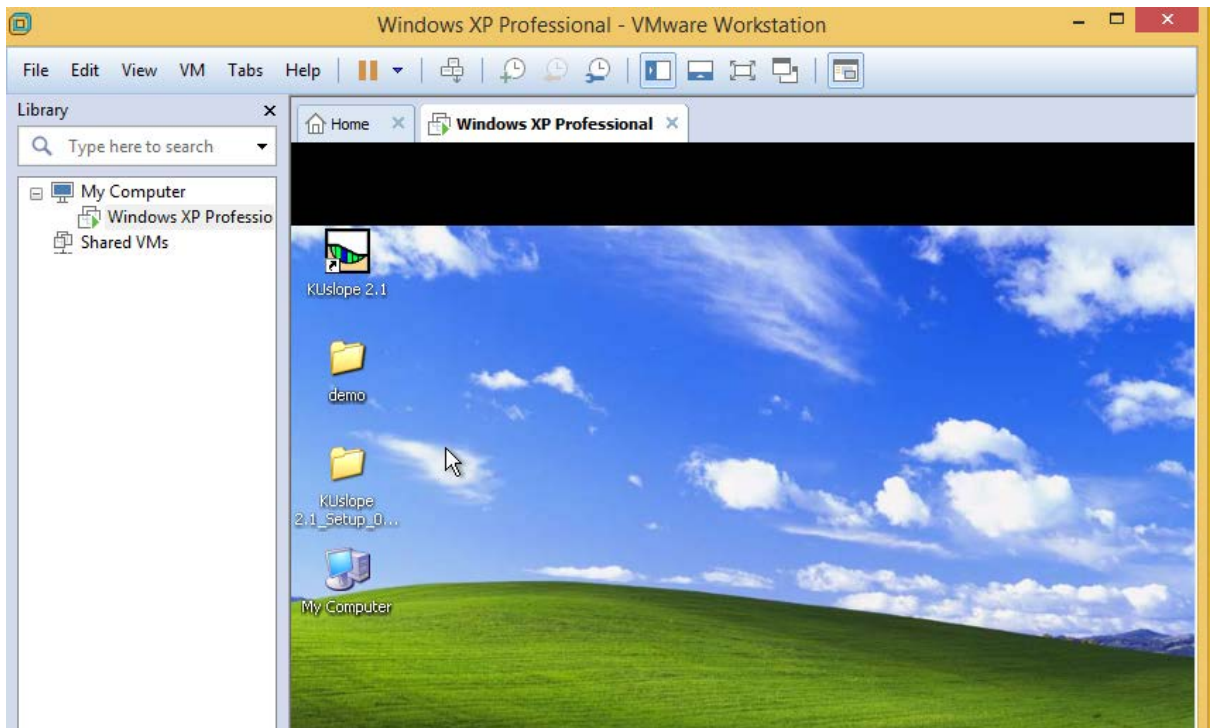 Windows XP Professional - VMware Workstation
File Edit View VM Tabs Help
Library
Type here to search
My Computer
Windows XP Professio
Shared VMs
Home
Windows XP Professional
KUslope 2.1
demo
KUslope
2.1_Setup_0...
My Computer